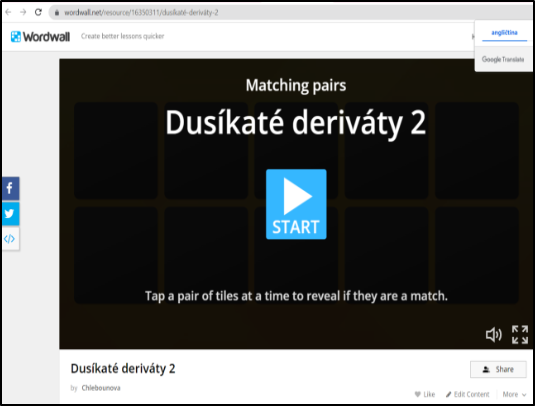 wordwall.net/resource/16350311/dusíkaté-deriváty-2
angličtina
Google Translate
Wordwall
Create better lessons quicker
Matching pairs
Dusíkaté deriváty 2
START
Tap a pair of tiles at a time to reveal if they are a match.
Dusíkaté deriváty 2
Share
by Chlebounova
Like
Edit Content
More